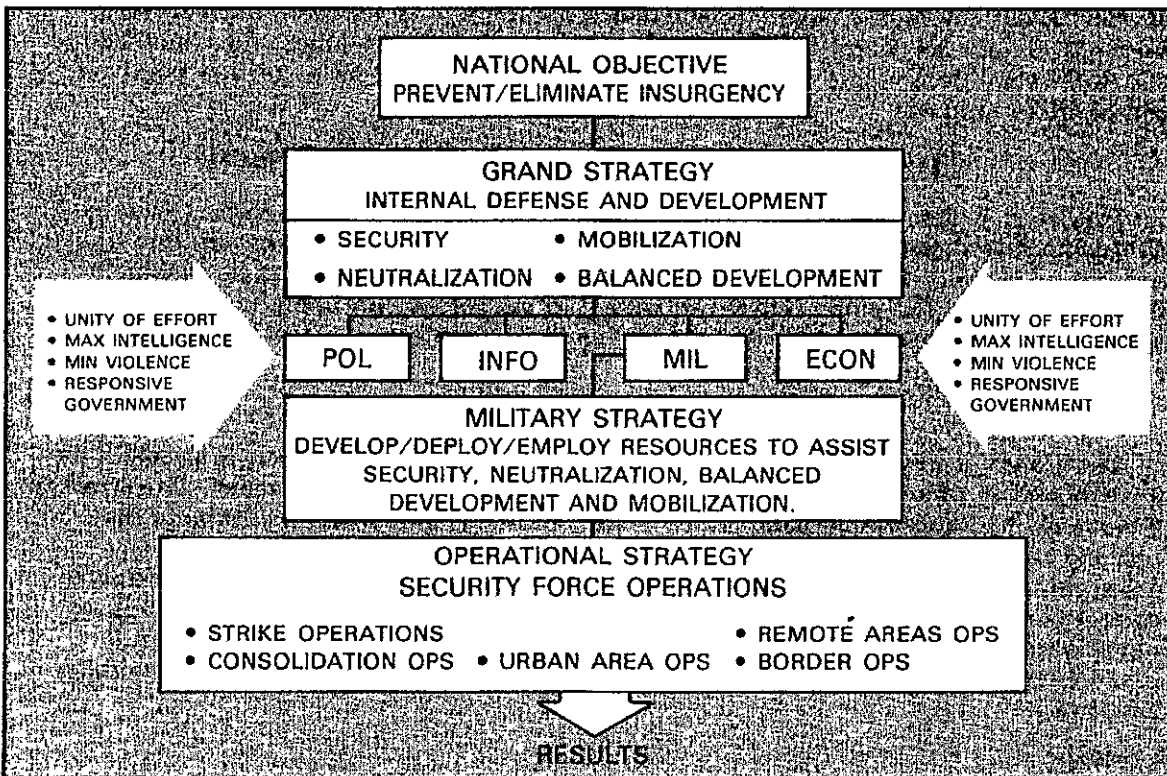 NATIONAL OBJECTIVE
PREVENT/ELIMINATE INSURGENCY
GRAND STRATEGY
INTERNAL DEFENSE AND DEVELOPMENT
• SECURITY • MOBILIZATION
• NEUTRALIZATION • BALANCED DEVELOPMENT
• UNITY OF EFFORT
• MAX INTELLIGENCE
• MIN VIOLENCE
• RESPONSIVE
GOVERNMENT
POL INFO MIL ECON
• UNITY OF EFFORT
• MAX INTELLIGENCE
• MIN VIOLENCE
• RESPONSIVE
GOVERNMENT
MILITARY STRATEGY
DEVELOP/DEPLOY/EMPLOY RESOURCES TO ASSIST
SECURITY, NEUTRALIZATION, BALANCED
DEVELOPMENT AND MOBILIZATION.
OPERATIONAL STRATEGY
SECURITY FORCE OPERATIONS
• STRIKE OPERATIONS • REMOTE AREAS OPS
• CONSOLIDATION OPS • URBAN AREA OPS • BORDER OPS
RESULTS